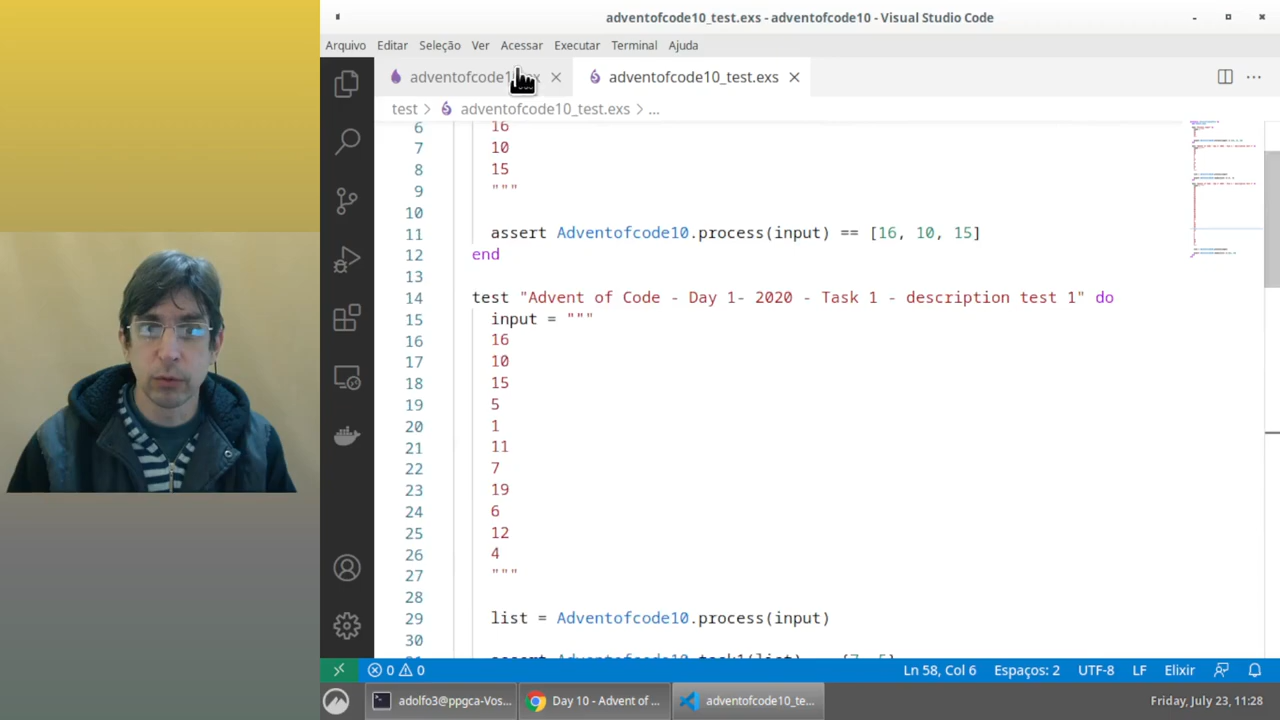 adventofcode10_test.exs - adventofcode10 - Visual Studio Code
Arquivo Editar Seleção Ver Acessar Executar Terminal Ajuda
adventofcode10_test.exs
test > adventofcode10_test.exs > ...
6 16
7 10
8 15
9 """
10
11 assert Adventofcode10.process(input) == [16, 10, 15]
12 end
13
14 test "Advent of Code - Day 1- 2020 - Task 1 - description test 1" do
15 input = """
16 16
17 10
18 15
19 5
20 1
21 11
22 7
23 19
24 6
25 12
26 4
27 """
28
29 list = Adventofcode10.process(input)
30
0 0 Ln 58, Col 6 Espaços: 2 UTF-8 LF Elixir
adolfo3@ppgca-Vos... Day 10 - Advent of ... adventofcode10_te... Friday, July 23, 11:28